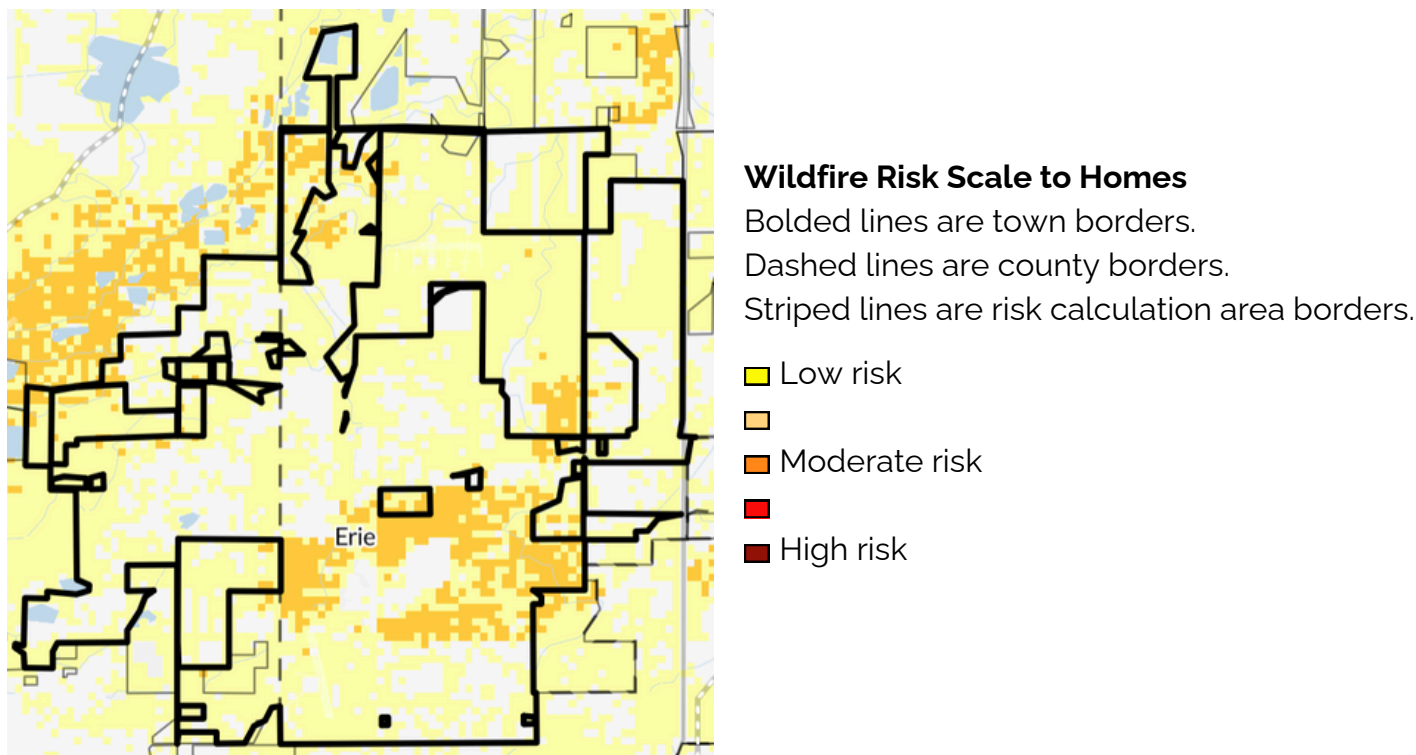 Erie
Wildfire Risk Scale to Homes
Bolded lines are town borders.
Dashed lines are county borders.
Striped lines are risk calculation area borders.
Low risk
Moderate risk
High risk